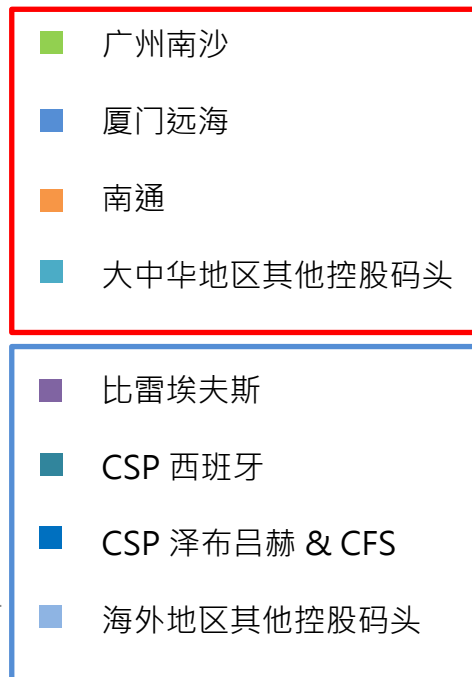 广州南沙
厦门远海
南通
大中华地区其他控股码头
比雷埃夫斯
CSP 西班牙
CSP 泽布吕赫 & CFS
海外地区其他控股码头